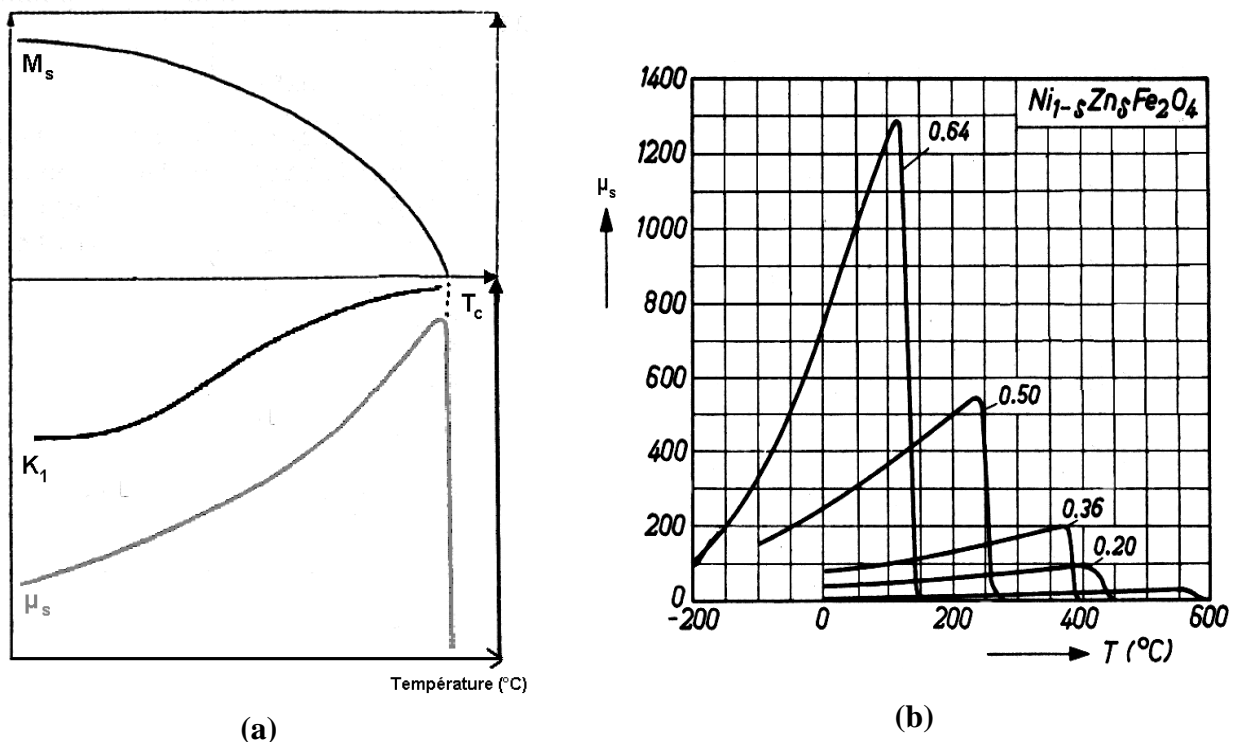 Mₛ
T_c
K₁
μₛ
Température (°C)
(a)
1400
1200
1000
800
600
400
200
0
μₛ
Ni₁₋δZnδFe₂O₄
0.64
0.50
0.36
0.20
-200 0 200 400 600
T (°C)
(b)